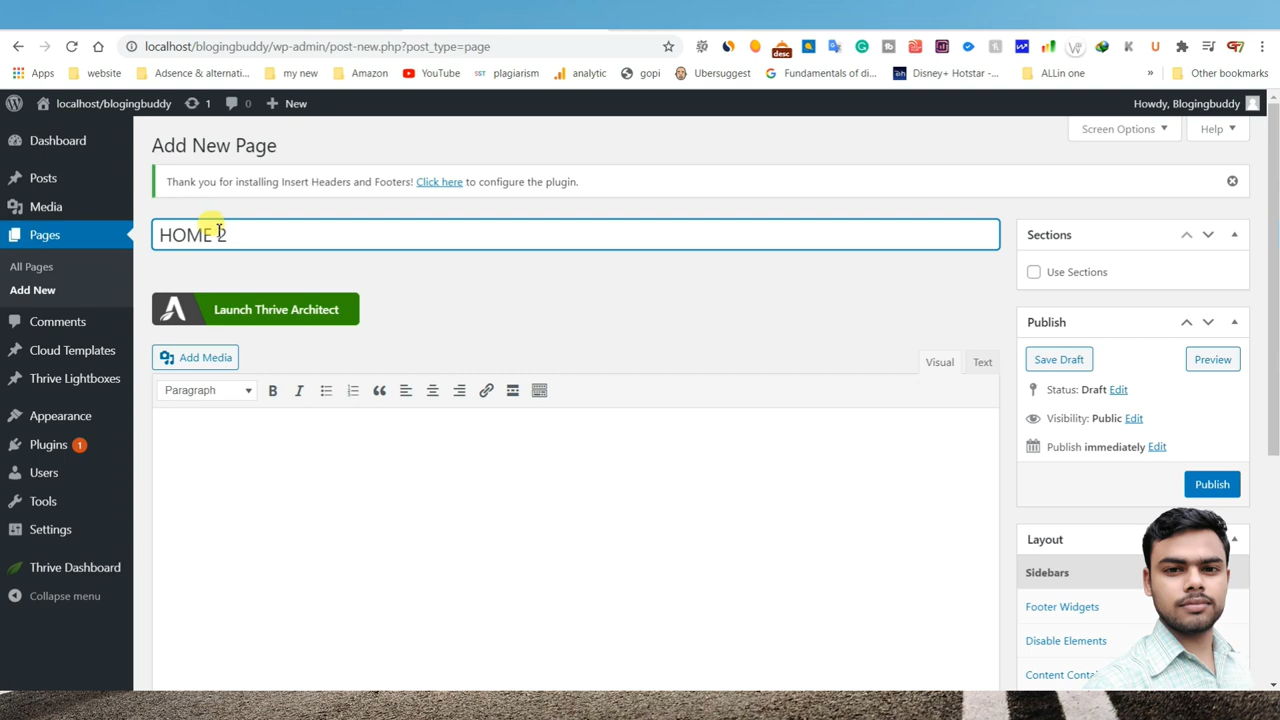 localhost/blogingbuddy/wp-admin/post-new.php?post_type=page
desc
Apps website Adsence & alternati... my new Amazon YouTube SST plagiarism analytic gopi Ubersuggest Fundamentals of di... Disney+ Hotstar -... ALLin one » Other bookmarks
localhost/blogingbuddy 1 0 New Howdy, Blogingbuddy
Dashboard
Posts
Media
Pages
All Pages
Add New
Comments
Cloud Templates
Thrive Lightboxes
Appearance
Plugins 1
Users
Tools
Settings
Thrive Dashboard
Collapse menu
Screen Options Help
Add New Page
Thank you for installing Insert Headers and Footers! Click here to configure the plugin.
HOME 2
Launch Thrive Architect
Add Media
Visual Text
Paragraph B I
Sections
Use Sections
Publish
Save Draft Preview
Status: Draft Edit
Visibility: Public Edit
Publish immediately Edit
Publish
Layout
Sidebars
Footer Widgets
Disable Elements